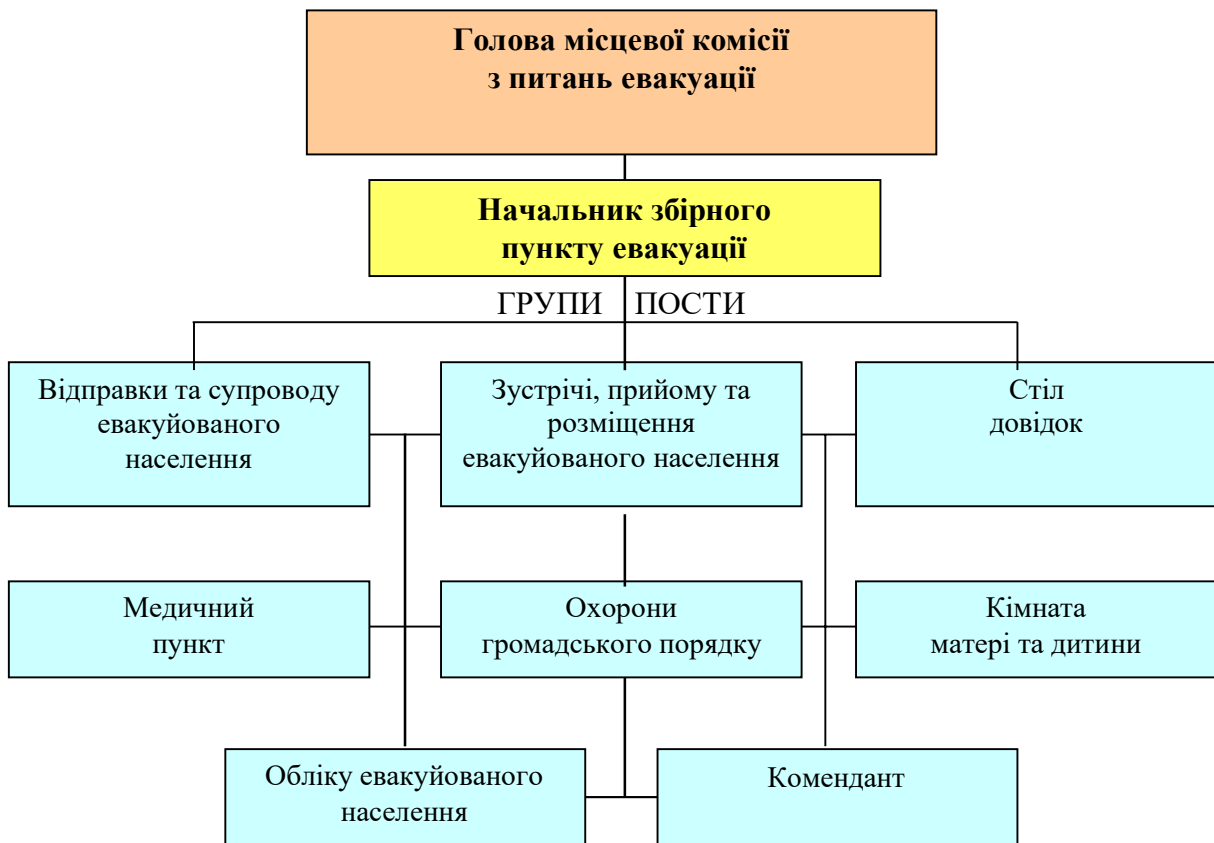 Голова місцевої комісії
з питань евакуації
Начальник збірного
пункту евакуації
ГРУПИ ПОСТИ
Відправки та супроводу
евакуйованого
населення
Зустрічі, прийому та
розміщення
евакуйованого населення
Стіл
довідок
Медичний
пункт
Охорони
громадського порядку
Кімната
матері та дитини
Обліку евакуйованого
населення
Комендант